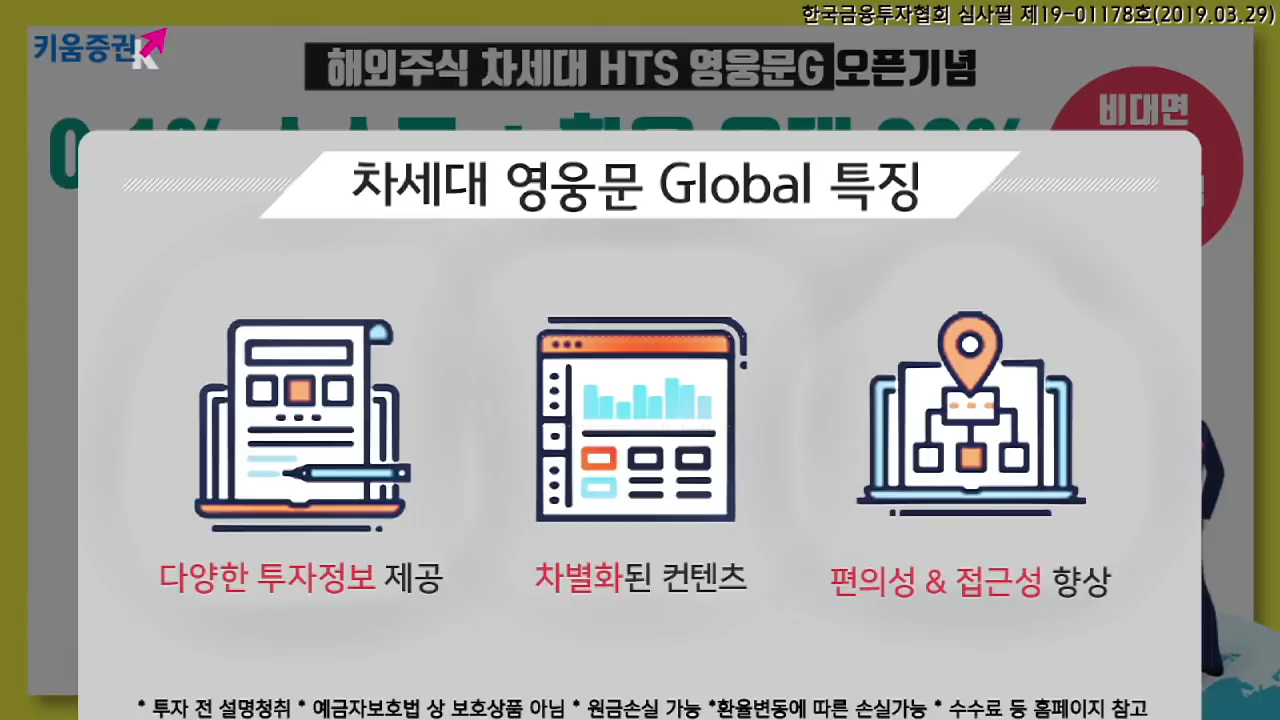 한국금융투자협회 심사필 제19-01178호(2019.03.29)
키움증권
해외주식 차세대 HTS 영웅문G 오픈기념
비대면
차세대 영웅문 Global 특징
다양한 투자정보 제공
차별화된 컨텐츠
편의성 & 접근성 향상
* 투자 전 설명청취 * 예금자보호법 상 보호상품 아님 * 원금손실 가능 *환율변동에 따른 손실가능 * 수수료 등 홈페이지 참고